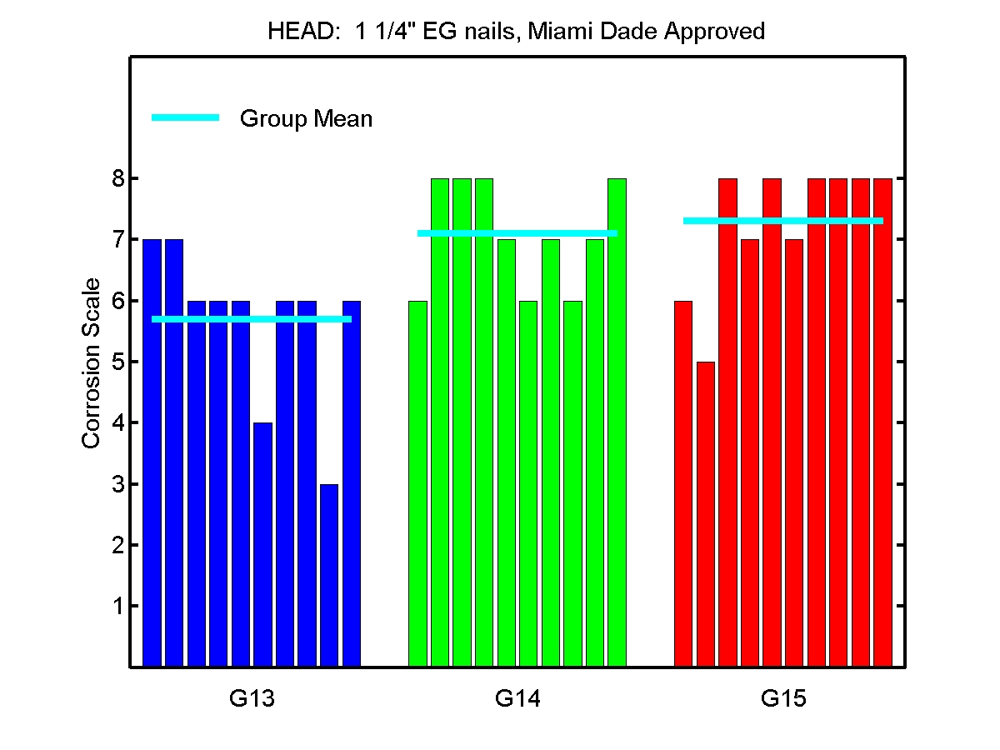 HEAD:  1 1/4" EG nails, Miami Dade Approved
Group Mean
8
7
6
5
4
3
2
1
Corrosion Scale
G13
G14
G15